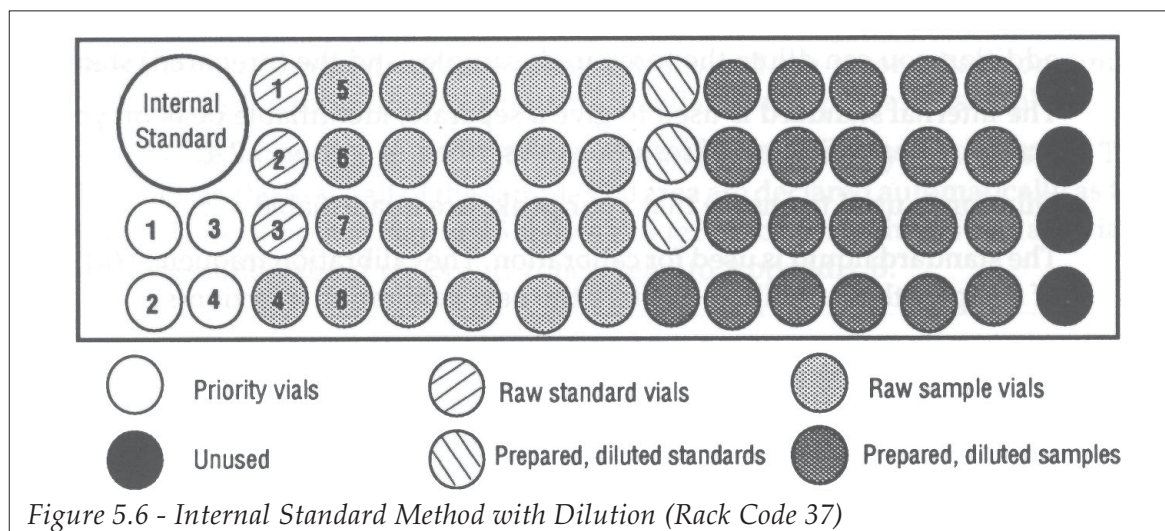 Internal
Standard
1 5
2 6
1 3 3 7
2 4 4 8
Priority vials
Raw standard vials
Raw sample vials
Unused
Prepared, diluted standards
Prepared, diluted samples
Figure 5.6 - Internal Standard Method with Dilution (Rack Code 37)